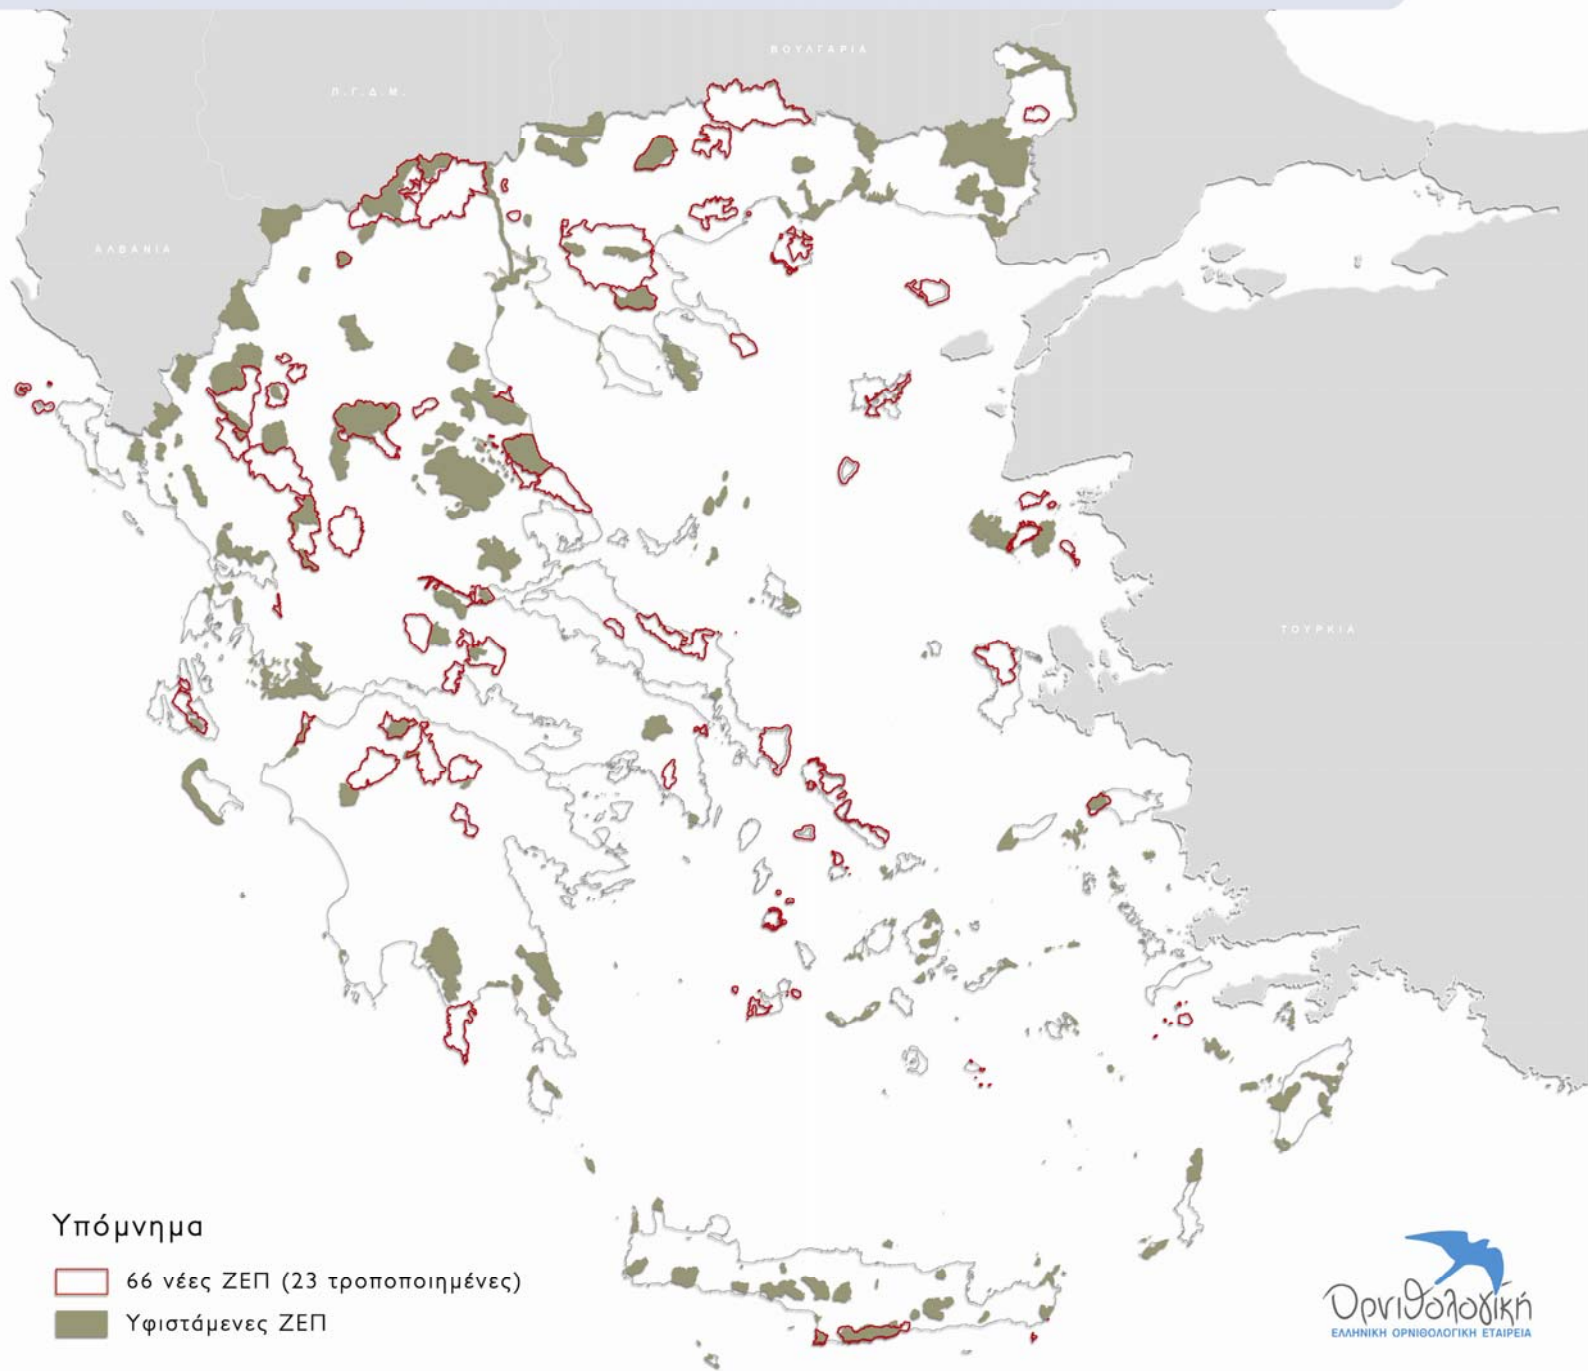 ΒΟΥΛΓΑΡΙΑ
Π.Γ.Δ.Μ.
ΑΛΒΑΝΙΑ
ΤΟΥΡΚΙΑ
Υπόμνημα
66 νέες ΖΕΠ (23 τροποποιημένες)
Υφιστάμενες ΖΕΠ
Ορνιθολογική
ΕΛΛΗΝΙΚΗ ΟΡΝΙΘΟΛΟΓΙΚΗ ΕΤΑΙΡΕΙΑ